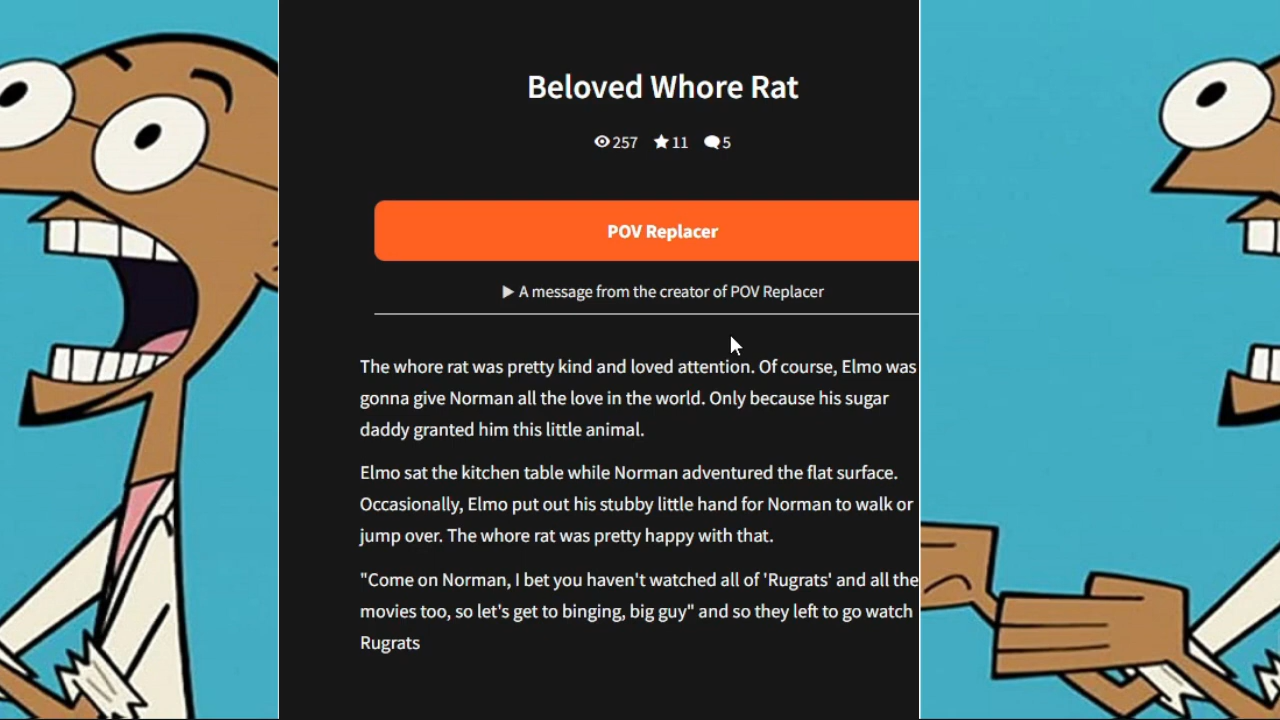 Beloved Whore Rat
257 11 5
POV Replacer
A message from the creator of POV Replacer
The whore rat was pretty kind and loved attention. Of course, Elmo was
gonna give Norman all the love in the world. Only because his sugar
daddy granted him this little animal.
Elmo sat the kitchen table while Norman adventured the flat surface.
Occasionally, Elmo put out his stubby little hand for Norman to walk or
jump over. The whore rat was pretty happy with that.
"Come on Norman, I bet you haven't watched all of 'Rugrats' and all the
movies too, so let's get to binging, big guy" and so they left to go watch
Rugrats